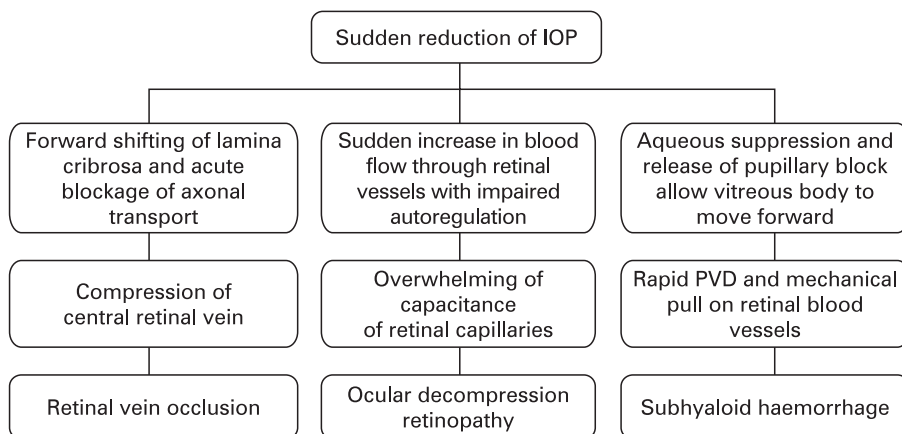 Sudden reduction of IOP
Forward shifting of lamina
cribrosa and acute
blockage of axonal
transport
Sudden increase in blood
flow through retinal
vessels with impaired
autoregulation
Aqueous suppression and
release of pupillary block
allow vitreous body to
move forward
Compression of
central retinal vein
Overwhelming of
capacitance
of retinal capillaries
Rapid PVD and mechanical
pull on retinal blood
vessels
Retinal vein occlusion
Ocular decompression
retinopathy
Subhyaloid haemorrhage